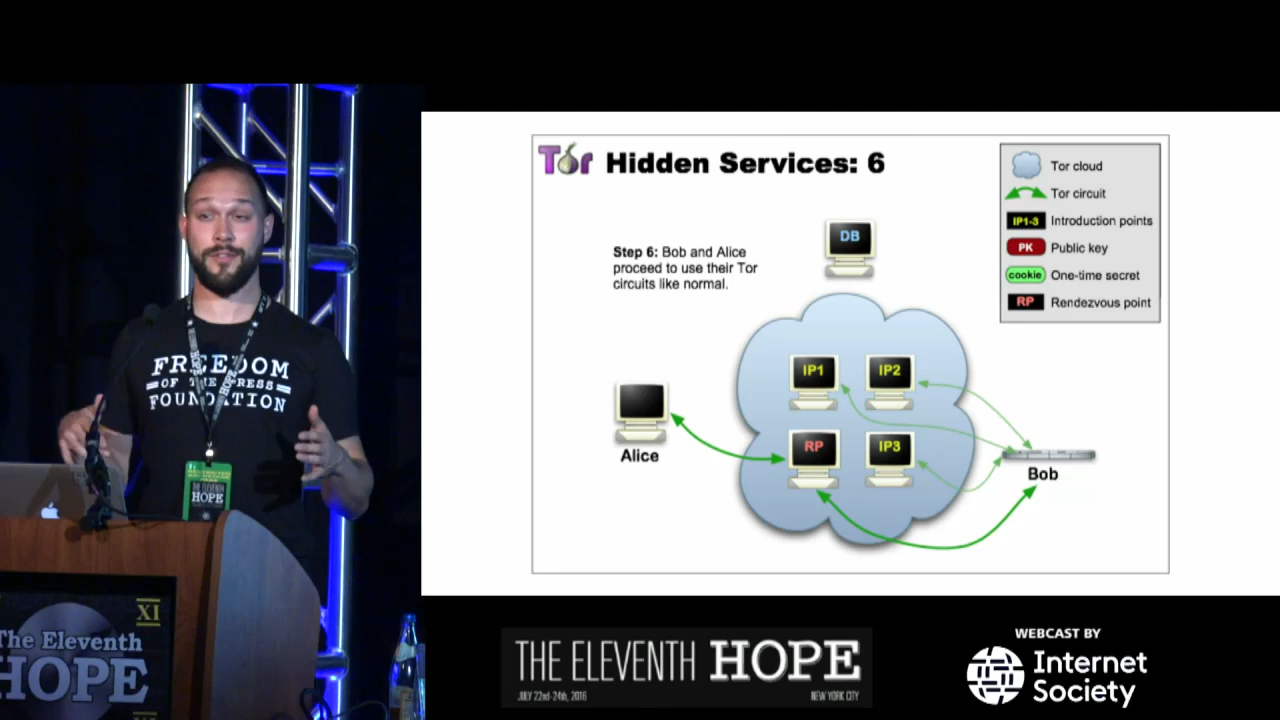 FREEDOM
OF THE PRESS
FOUNDATION
THE ELEVENTH
HOPE
XI
The Eleventh
HOPE
Tor Hidden Services: 6
Step 6: Bob and Alice
proceed to use their Tor
circuits like normal.
DB
IP1
IP2
RP
IP3
Alice
Bob
Tor cloud
Tor circuit
IP1-3 Introduction points
PK Public key
cookie One-time secret
RP Rendezvous point
THE ELEVENTH HOPE
JULY 22nd-24th, 2016
NEW YORK CITY
WEBCAST BY
Internet
Society